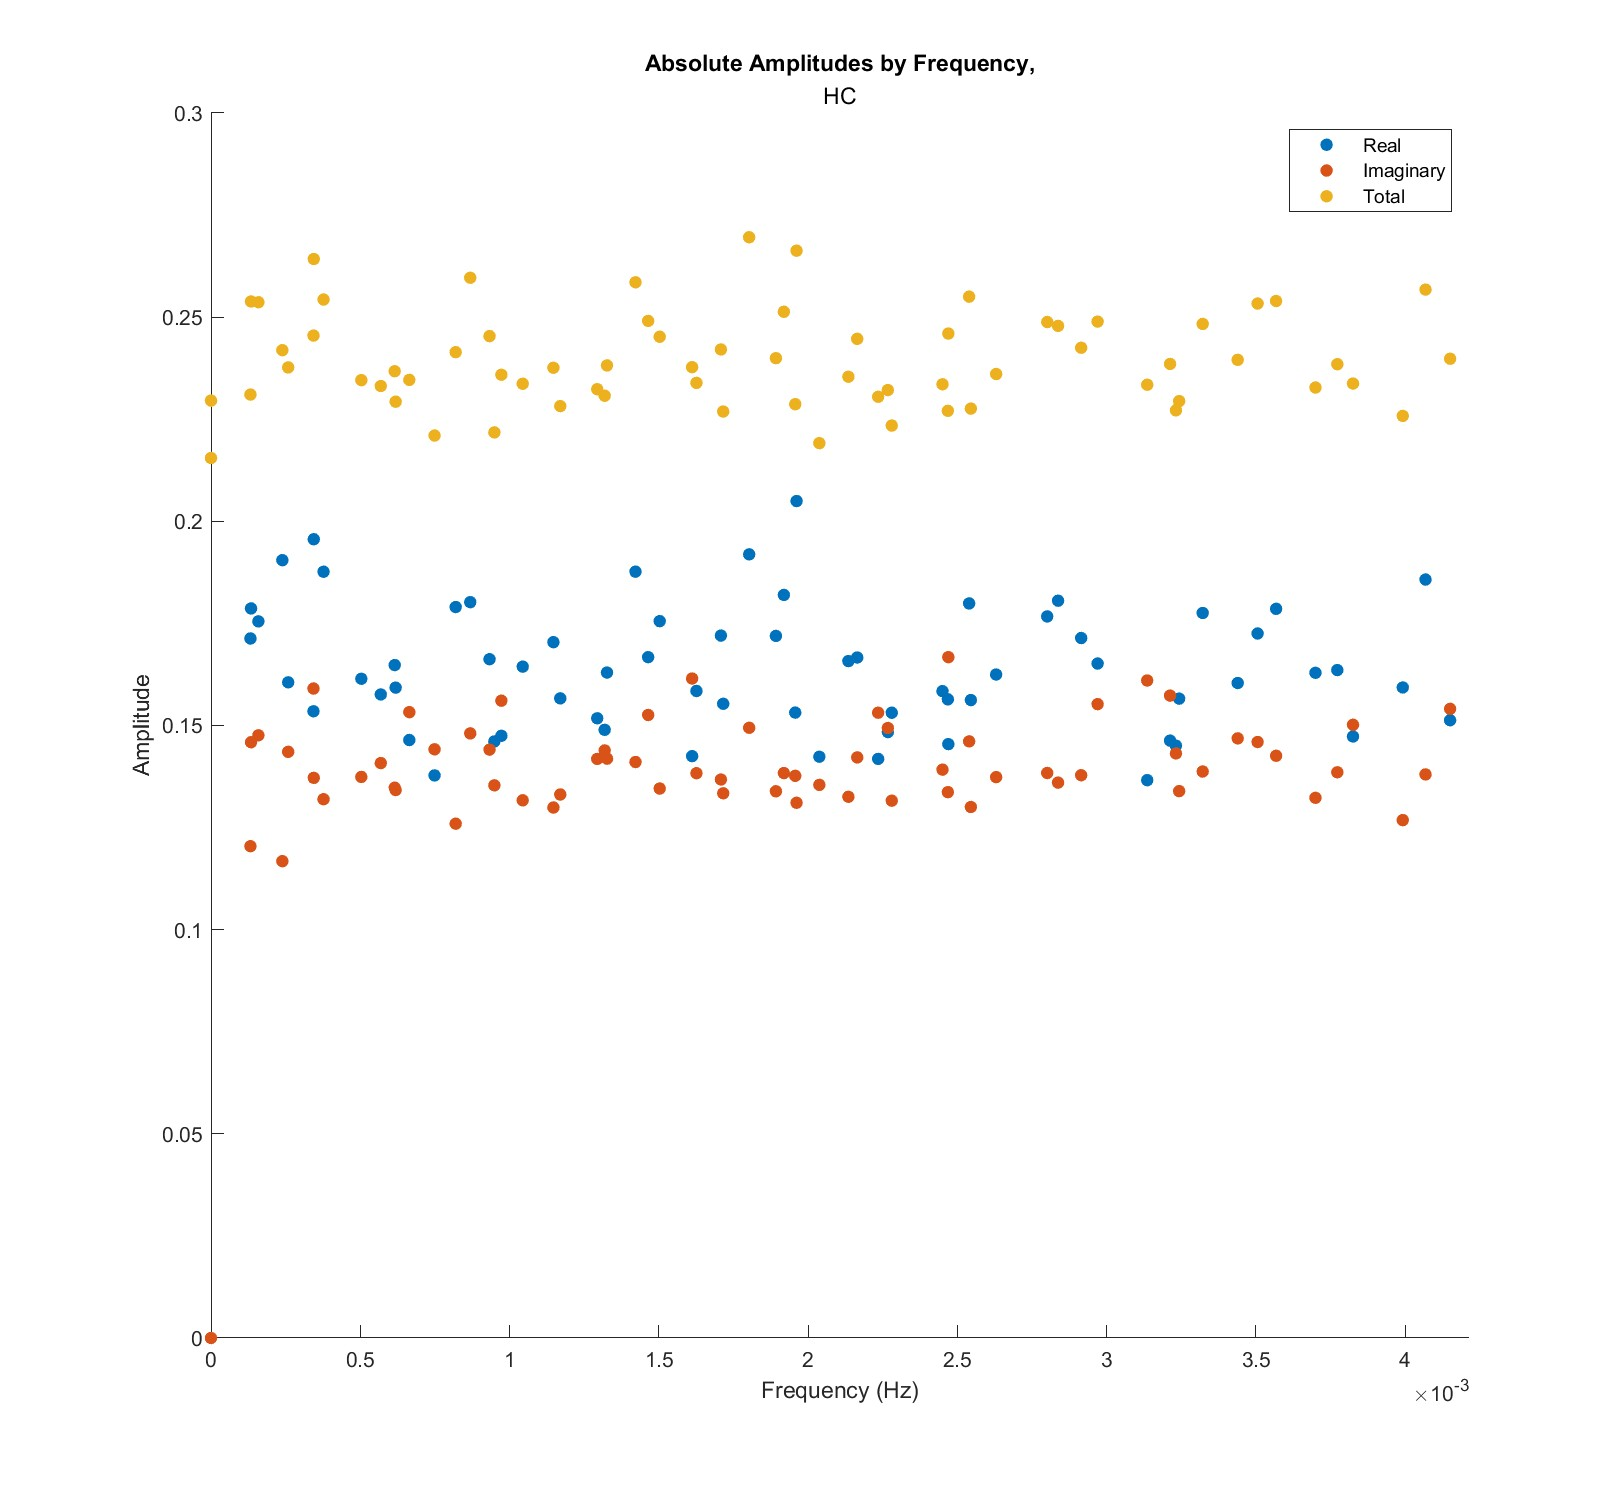 Absolute Amplitudes by Frequency,
HC
0.3
Real
Imaginary
Total
0.25
0.2
0.15
Amplitude
0.1
0.05
0
0 0.5 1 1.5 2 2.5 3 3.5 4
Frequency (Hz)
×10-3